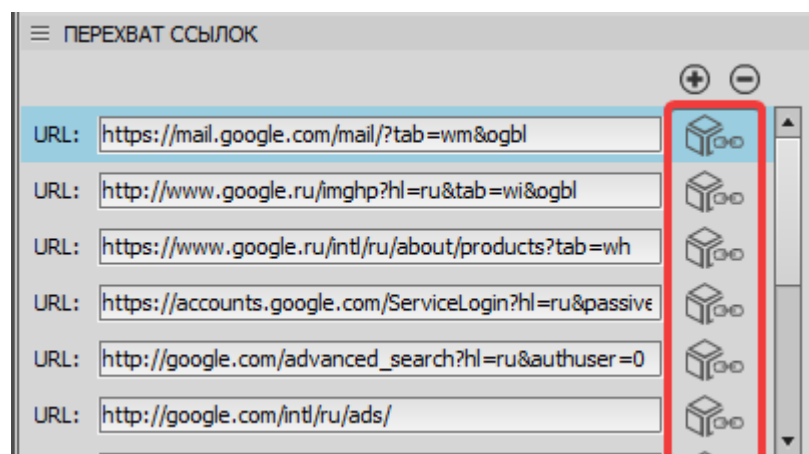 ПЕРЕХВАТ ССЫЛОК
URL: https://mail.google.com/mail/?tab=wm&ogbl
URL: http://www.google.ru/imghp?hl=ru&tab=wi&ogbl
URL: https://www.google.ru/intl/ru/about/products?tab=wh
URL: https://accounts.google.com/ServiceLogin?hl=ru&passive
URL: http://google.com/advanced_search?hl=ru&authuser=0
URL: http://google.com/intl/ru/ads/